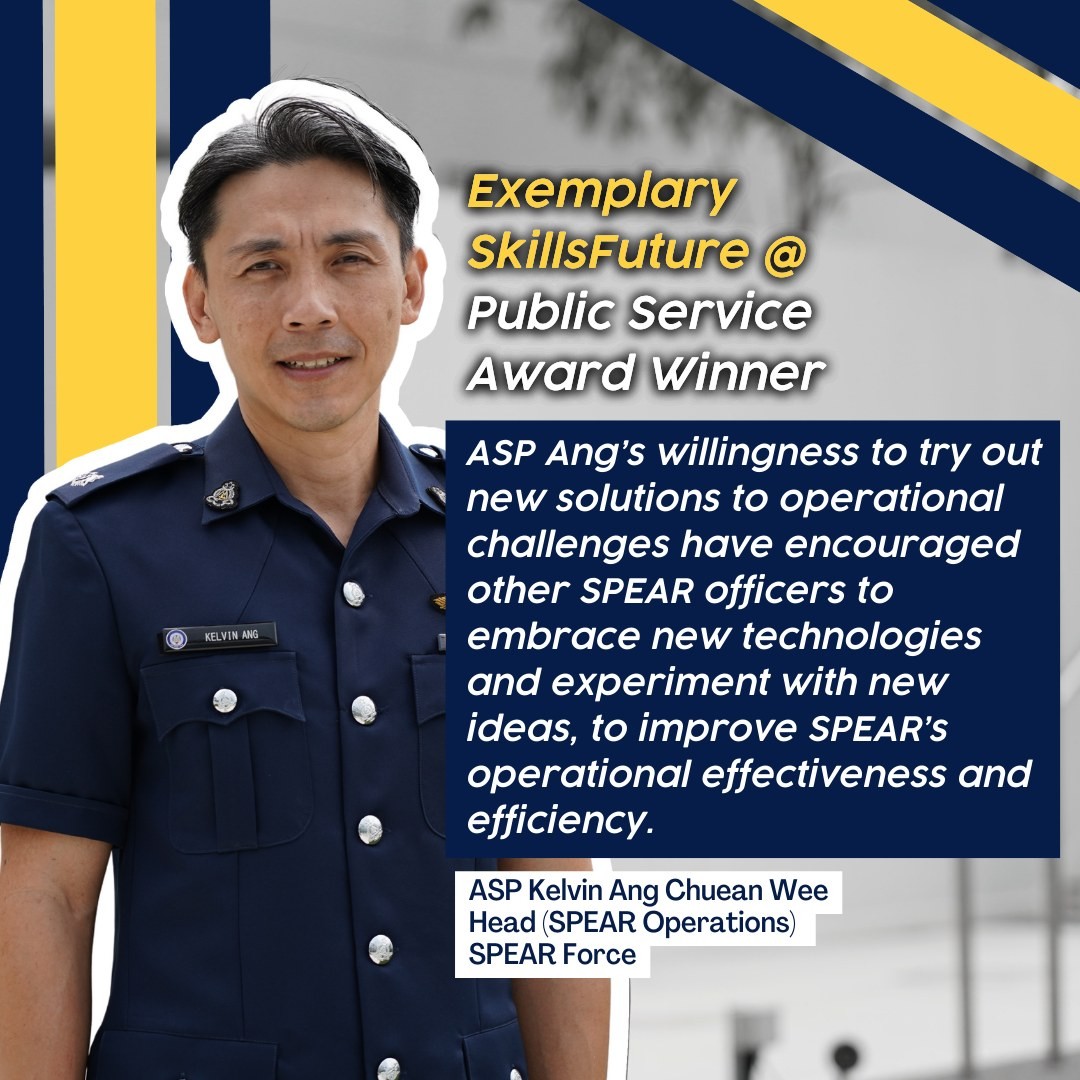 Exemplary
SkillsFuture @
Public Service
Award Winner
ASP Ang's willingness to try out
new solutions to operational
challenges have encouraged
other SPEAR officers to
embrace new technologies
and experiment with new
ideas, to improve SPEAR's
operational effectiveness and
efficiency.
KELVIN ANG
ASP Kelvin Ang Chuean Wee
Head (SPEAR Operations)
SPEAR Force